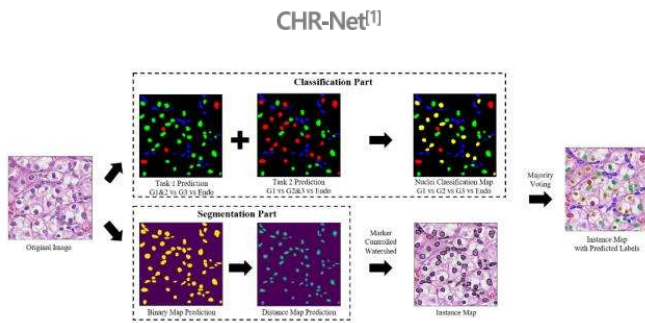 CHR-Net[1]
Classification Part
Task 1 Prediction
G1&2 vs G3 vs Endo
Task 2 Prediction
G1 vs G2&3 vs Endo
Nuclei Classification Map
G1 vs G2 vs G3 vs Endo
Original Image
Majority
Voting
Instance Map
with Predicted Labels
Segmentation Part
Binary Map Prediction
Distance Map Prediction
Marker
Controlled
Watershed
Instance Map